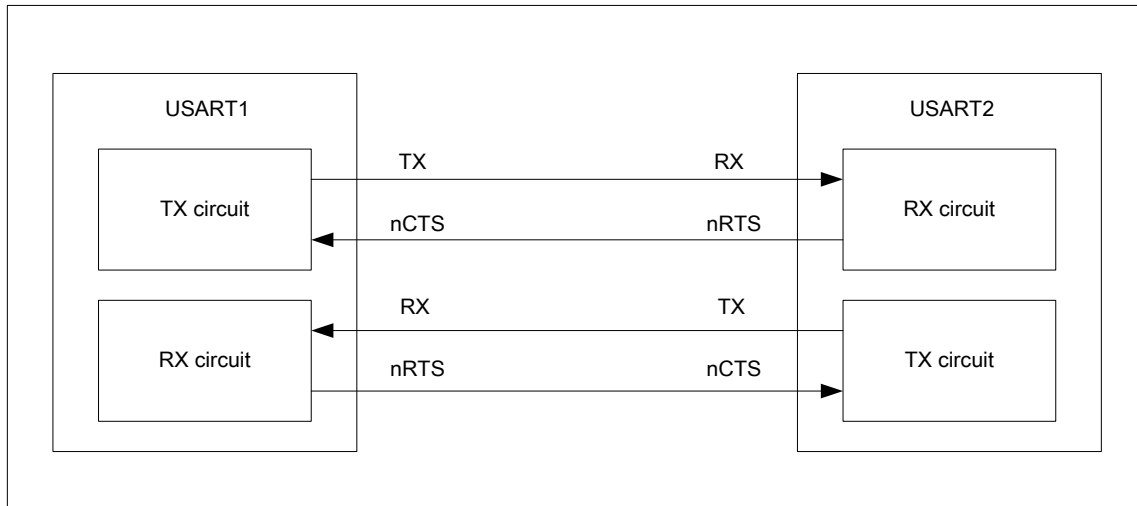 USART1
USART2
TX circuit
TX
RX
RX circuit
nCTS
nRTS
RX circuit
RX
TX
TX circuit
nRTS
nCTS